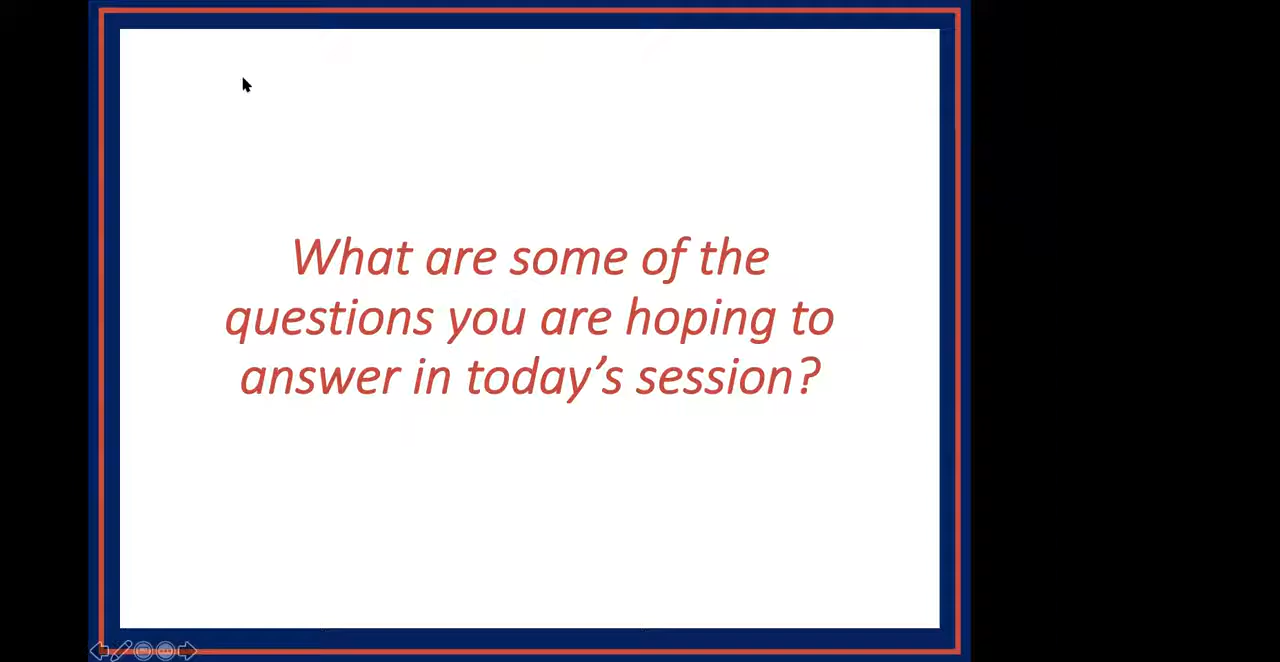 What are some of the
questions you are hoping to
answer in today’s session?